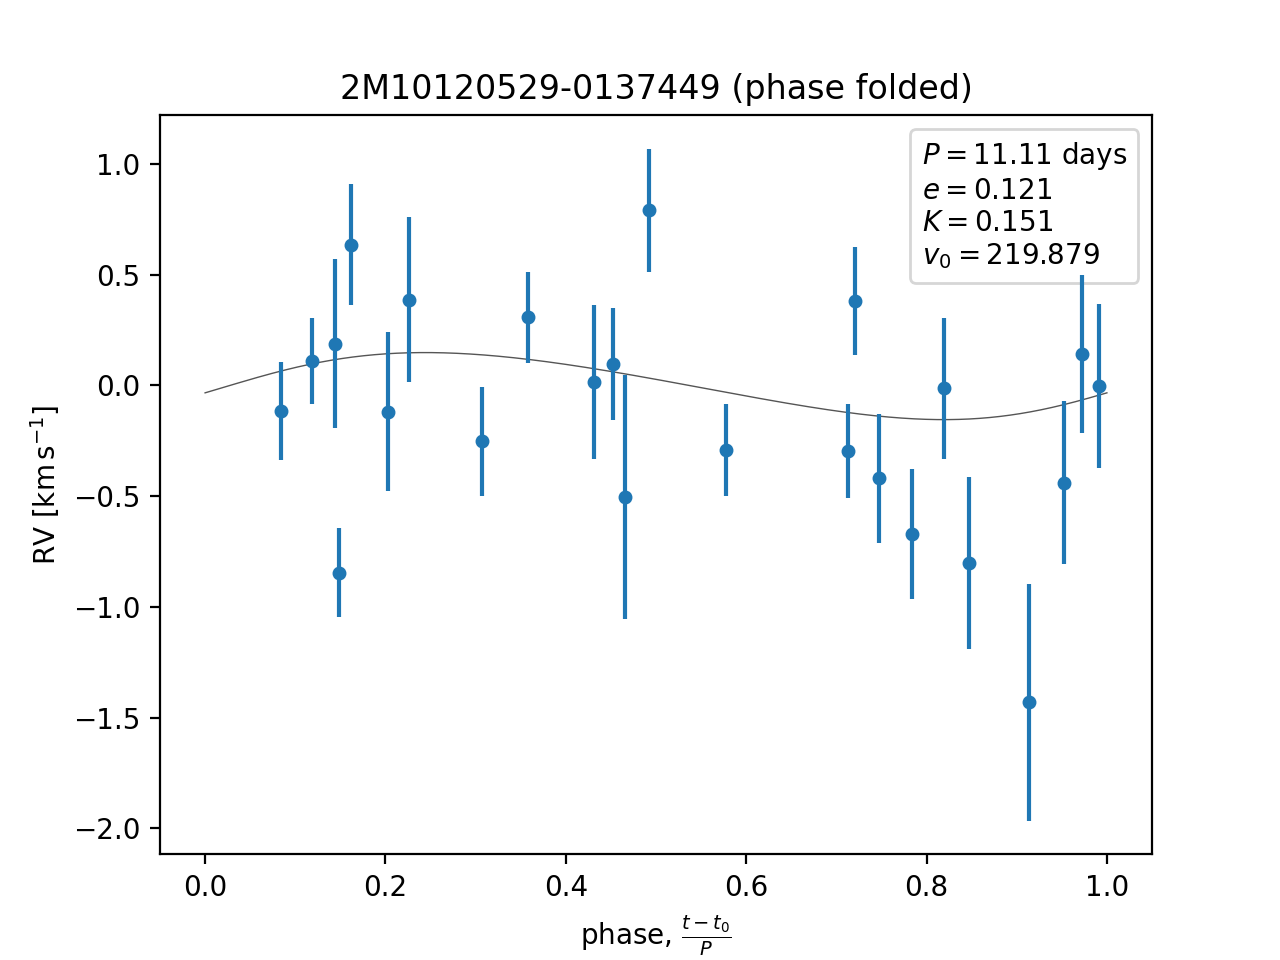 2M10120529-0137449 (phase folded)
P = 11.11 days
e = 0.121
K = 0.151
v₀ = 219.879
1.0
0.5
0.0
−0.5
−1.0
−1.5
−2.0
RV [km s⁻¹]
0.0 0.2 0.4 0.6 0.8 1.0
phase, (t − t₀)/P